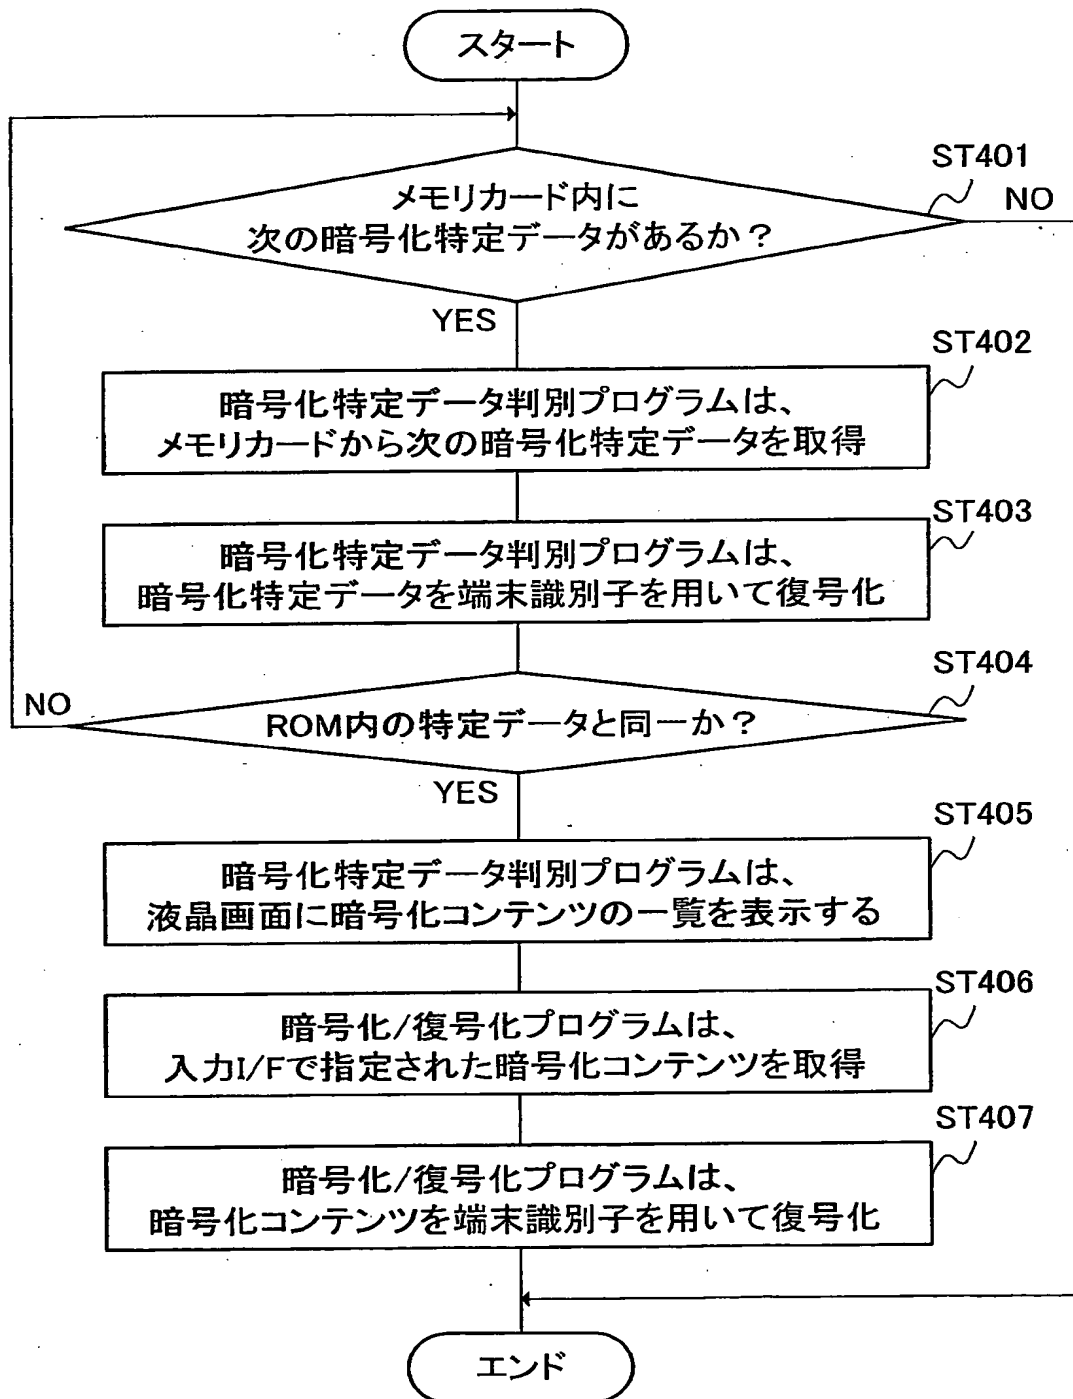 スタート
ST401
メモリカード内に
次の暗号化特定データがあるか？
NO
YES
ST402
暗号化特定データ判別プログラムは、
メモリカードから次の暗号化特定データを取得
ST403
暗号化特定データ判別プログラムは、
暗号化特定データを端末識別子を用いて復号化
ST404
NO
ROM内の特定データと同一か？
YES
ST405
暗号化特定データ判別プログラムは、
液晶画面に暗号化コンテンツの一覧を表示する
ST406
暗号化/復号化プログラムは、
入力I/Fで指定された暗号化コンテンツを取得
ST407
暗号化/復号化プログラムは、
暗号化コンテンツを端末識別子を用いて復号化
エンド